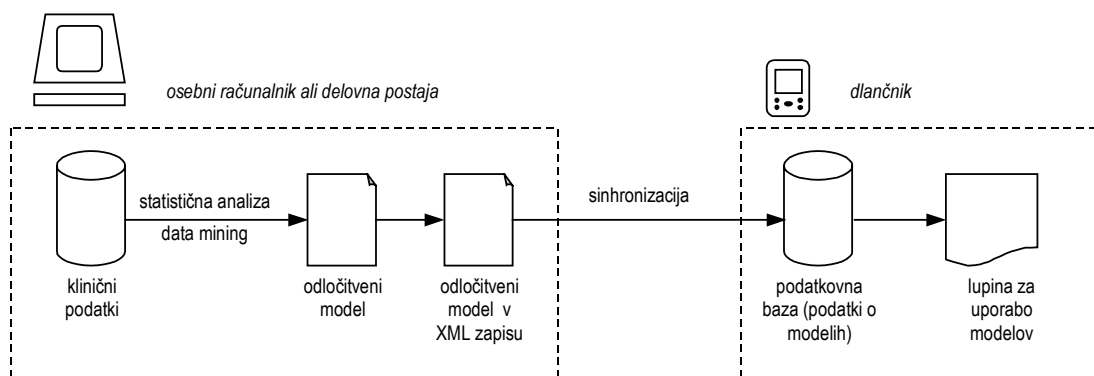 osebni računalnik ali delovna postaja
dlančnik
statistična analiza
data mining
sinhronizacija
klinični
podatki
odločitveni
model
odločitveni
model v
XML zapisu
podatkovna
baza (podatki o
modelih)
lupina za
uporabo
modelov